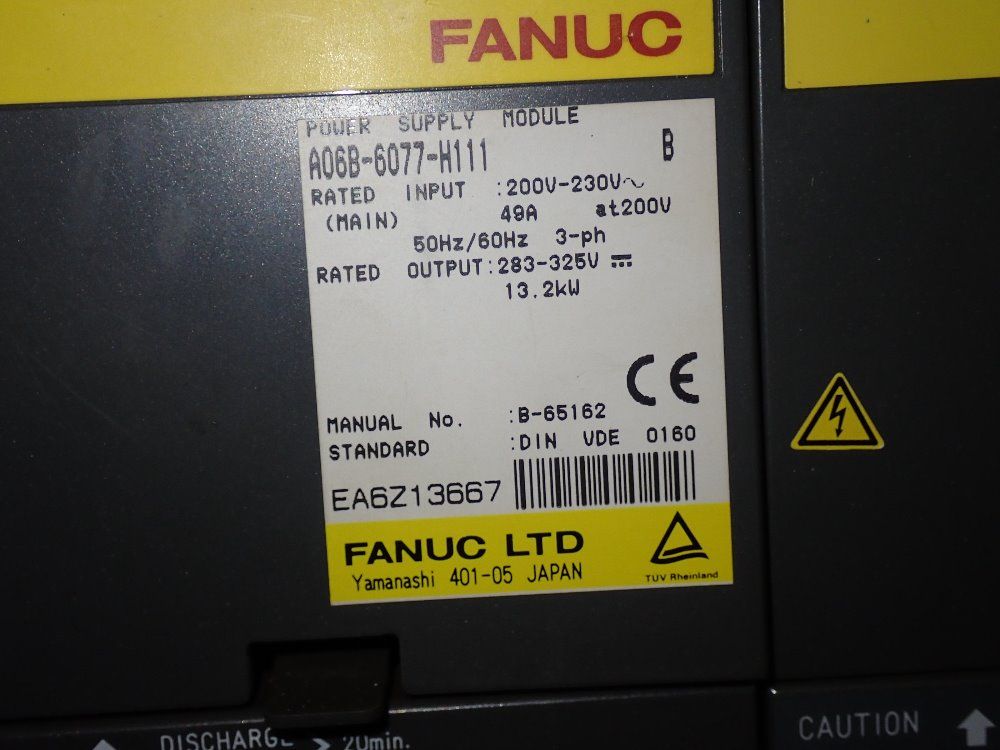 FANUC
POWER SUPPLY MODULE
A06B-6077-H111 B
RATED INPUT :200V-230V~
(MAIN) 49A at200V
50Hz/60Hz 3-ph
RATED OUTPUT:283-325V ⎓
13.2kW
CE
MANUAL No. :B-65162
STANDARD :DIN VDE 0160
EA6Z13667
FANUC LTD
Yamanashi 401-05 JAPAN
TUV Rheinland
DISCHARGE > 20min.
CAUTION